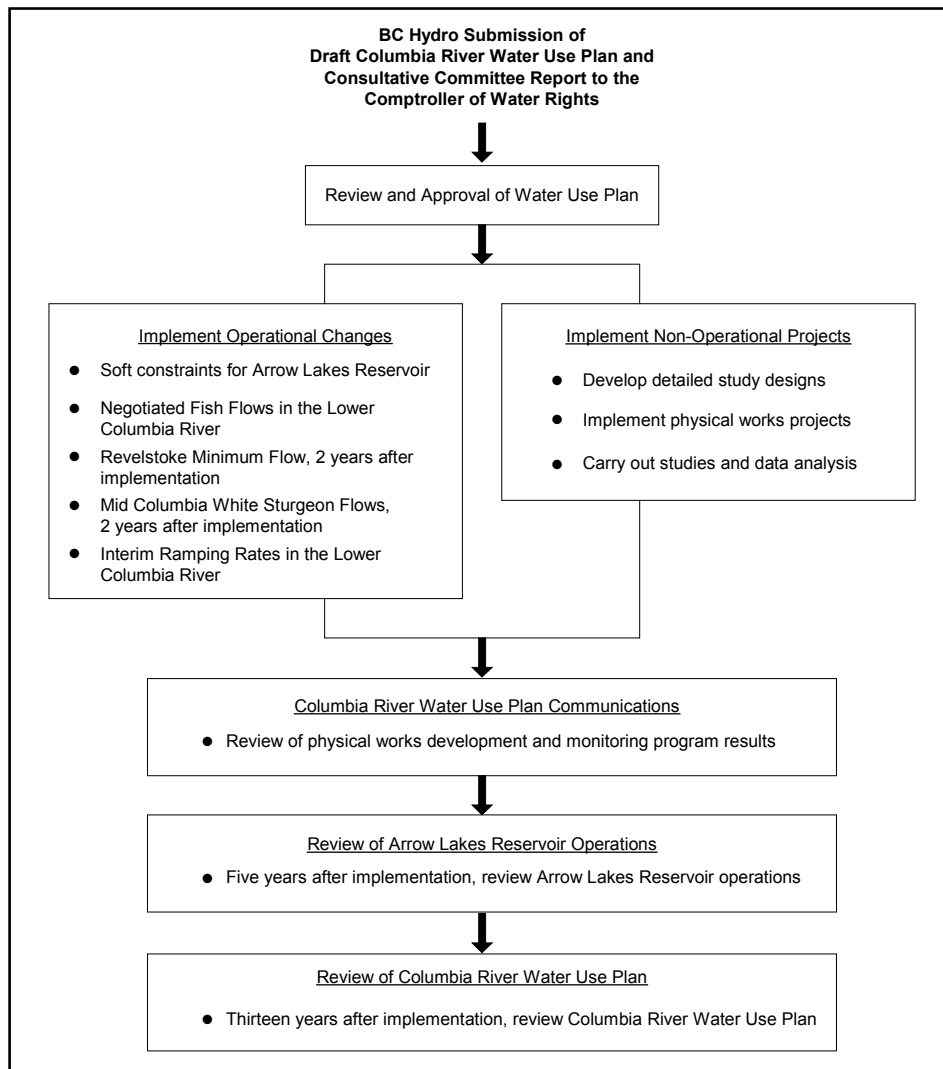 BC Hydro Submission of
Draft Columbia River Water Use Plan and
Consultative Committee Report to the
Comptroller of Water Rights
Review and Approval of Water Use Plan
Implement Operational Changes
● Soft constraints for Arrow Lakes Reservoir
● Negotiated Fish Flows in the Lower
Columbia River
● Revelstoke Minimum Flow, 2 years after
implementation
● Mid Columbia White Sturgeon Flows,
2 years after implementation
● Interim Ramping Rates in the Lower
Columbia River
Implement Non-Operational Projects
● Develop detailed study designs
● Implement physical works projects
● Carry out studies and data analysis
Columbia River Water Use Plan Communications
● Review of physical works development and monitoring program results
Review of Arrow Lakes Reservoir Operations
● Five years after implementation, review Arrow Lakes Reservoir operations
Review of Columbia River Water Use Plan
● Thirteen years after implementation, review Columbia River Water Use Plan